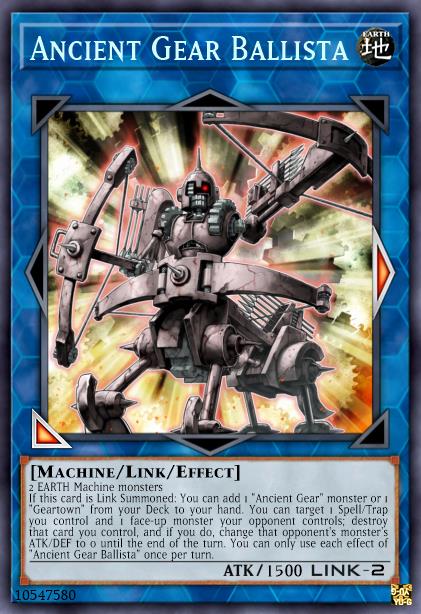 ANCIENT GEAR BALLISTA
EARTH
地
[MACHINE/LINK/EFFECT]
2 EARTH Machine monsters
If this card is Link Summoned: You can add 1 "Ancient Gear" monster or 1
"Geartown" from your Deck to your hand. You can target 1 Spell/Trap
you control and 1 face-up monster your opponent controls; destroy
that card you control, and if you do, change that opponent's monster's
ATK/DEF to 0 until the end of the turn. You can only use each effect of
"Ancient Gear Ballista" once per turn.
ATK/1500 LINK-2
10547580